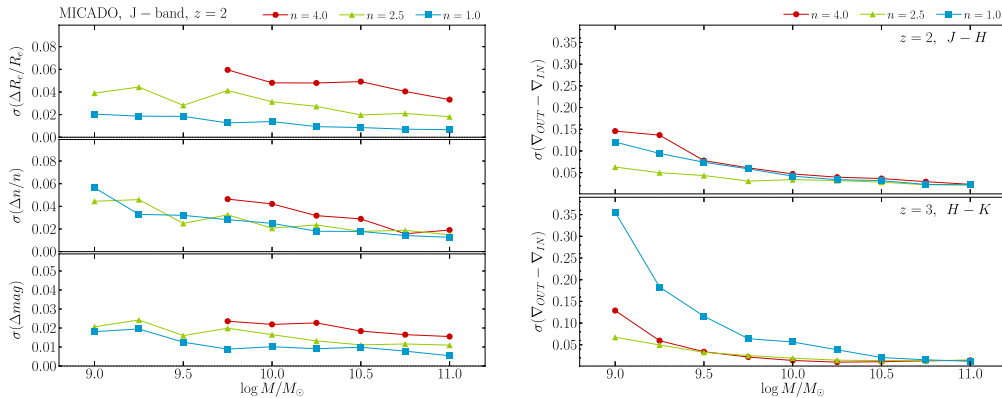 MICADO, J−band, z = 2
n = 4.0 n = 2.5 n = 1.0
σ(ΔR_e/R_e)
0.08
0.06
0.04
0.02
0.00
σ(Δn/n)
0.08
0.06
0.04
0.02
0.00
σ(Δmag)
0.04
0.03
0.02
0.01
0.00
9.0 9.5 10.0 10.5 11.0
log M/M_⊙
n = 4.0 n = 2.5 n = 1.0
z = 2, J − H
σ(∇_OUT − ∇_IN)
0.35
0.30
0.25
0.20
0.15
0.10
0.05
z = 3, H − K
σ(∇_OUT − ∇_IN)
0.35
0.30
0.25
0.20
0.15
0.10
0.05
9.0 9.5 10.0 10.5 11.0
log M/M_⊙